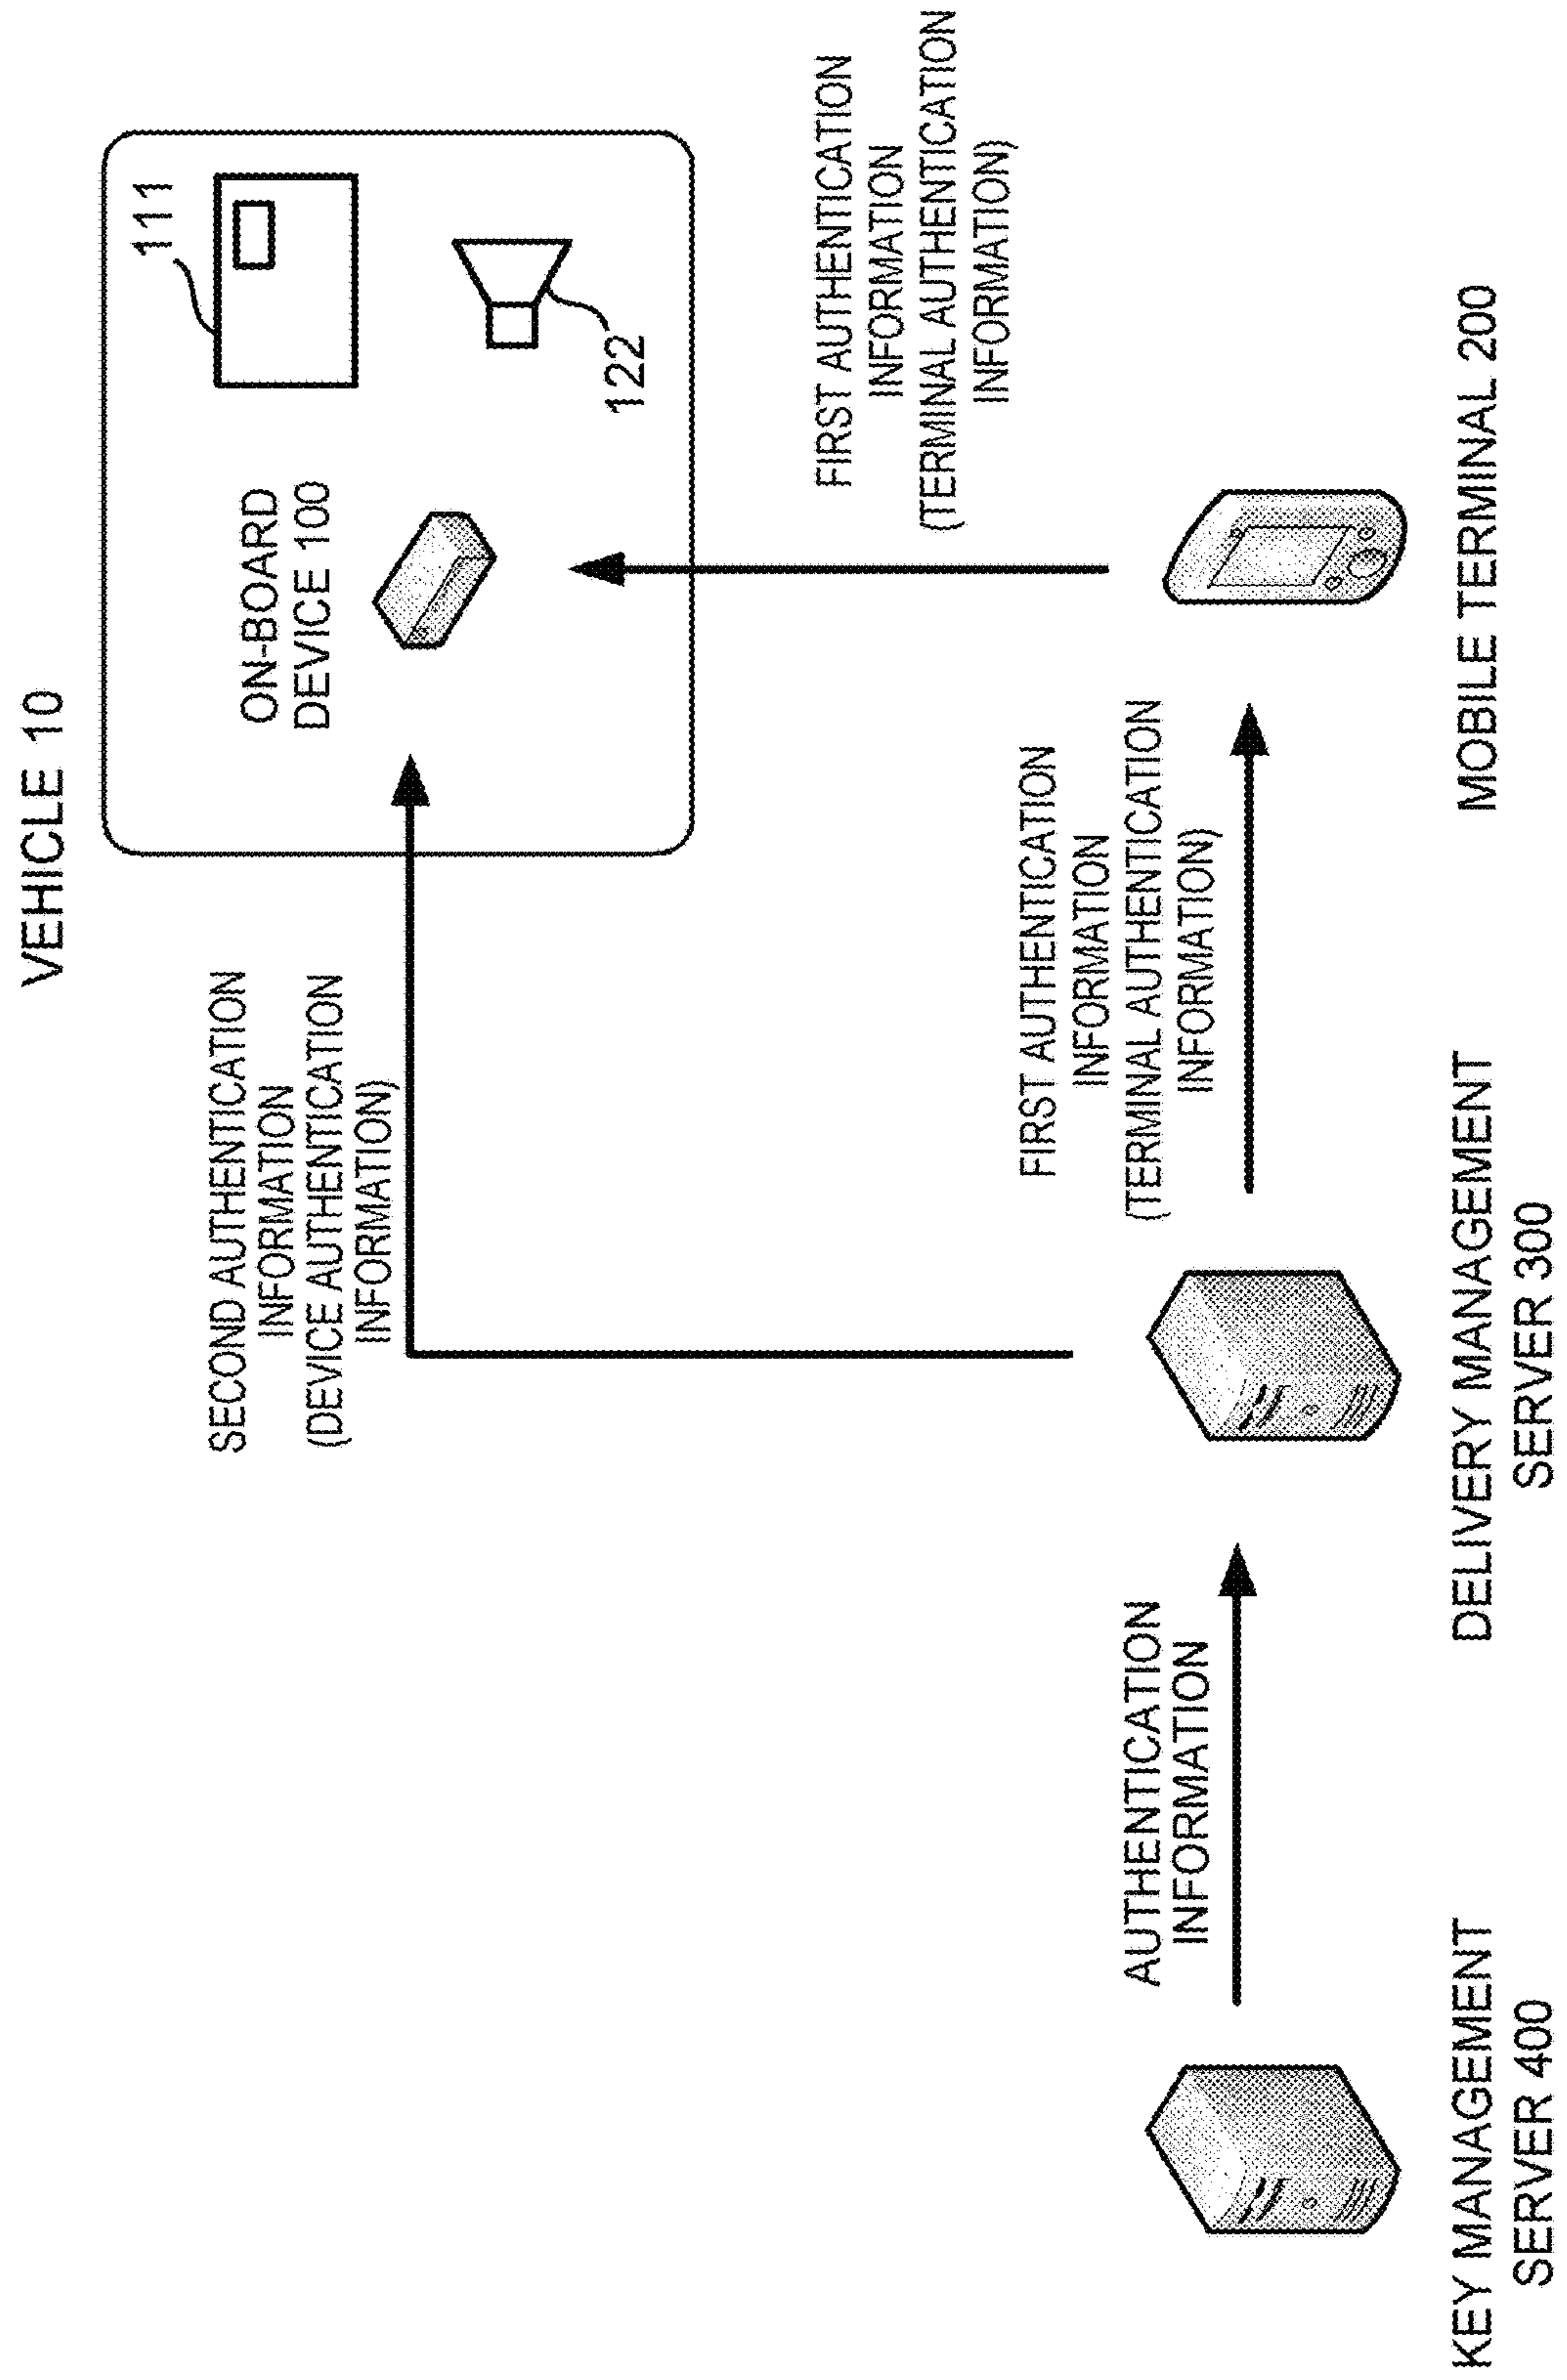 VEHICLE 10
SECOND AUTHENTICATION
INFORMATION
(DEVICE AUTHENTICATION
INFORMATION)
ON-BOARD
DEVICE 100
111
122
FIRST AUTHENTICATION
INFORMATION
(TERMINAL AUTHENTICATION
INFORMATION)
FIRST AUTHENTICATION
INFORMATION
(TERMINAL AUTHENTICATION
INFORMATION)
AUTHENTICATION
INFORMATION
KEY MANAGEMENT
SERVER 400
DELIVERY MANAGEMENT
SERVER 300
MOBILE TERMINAL 200